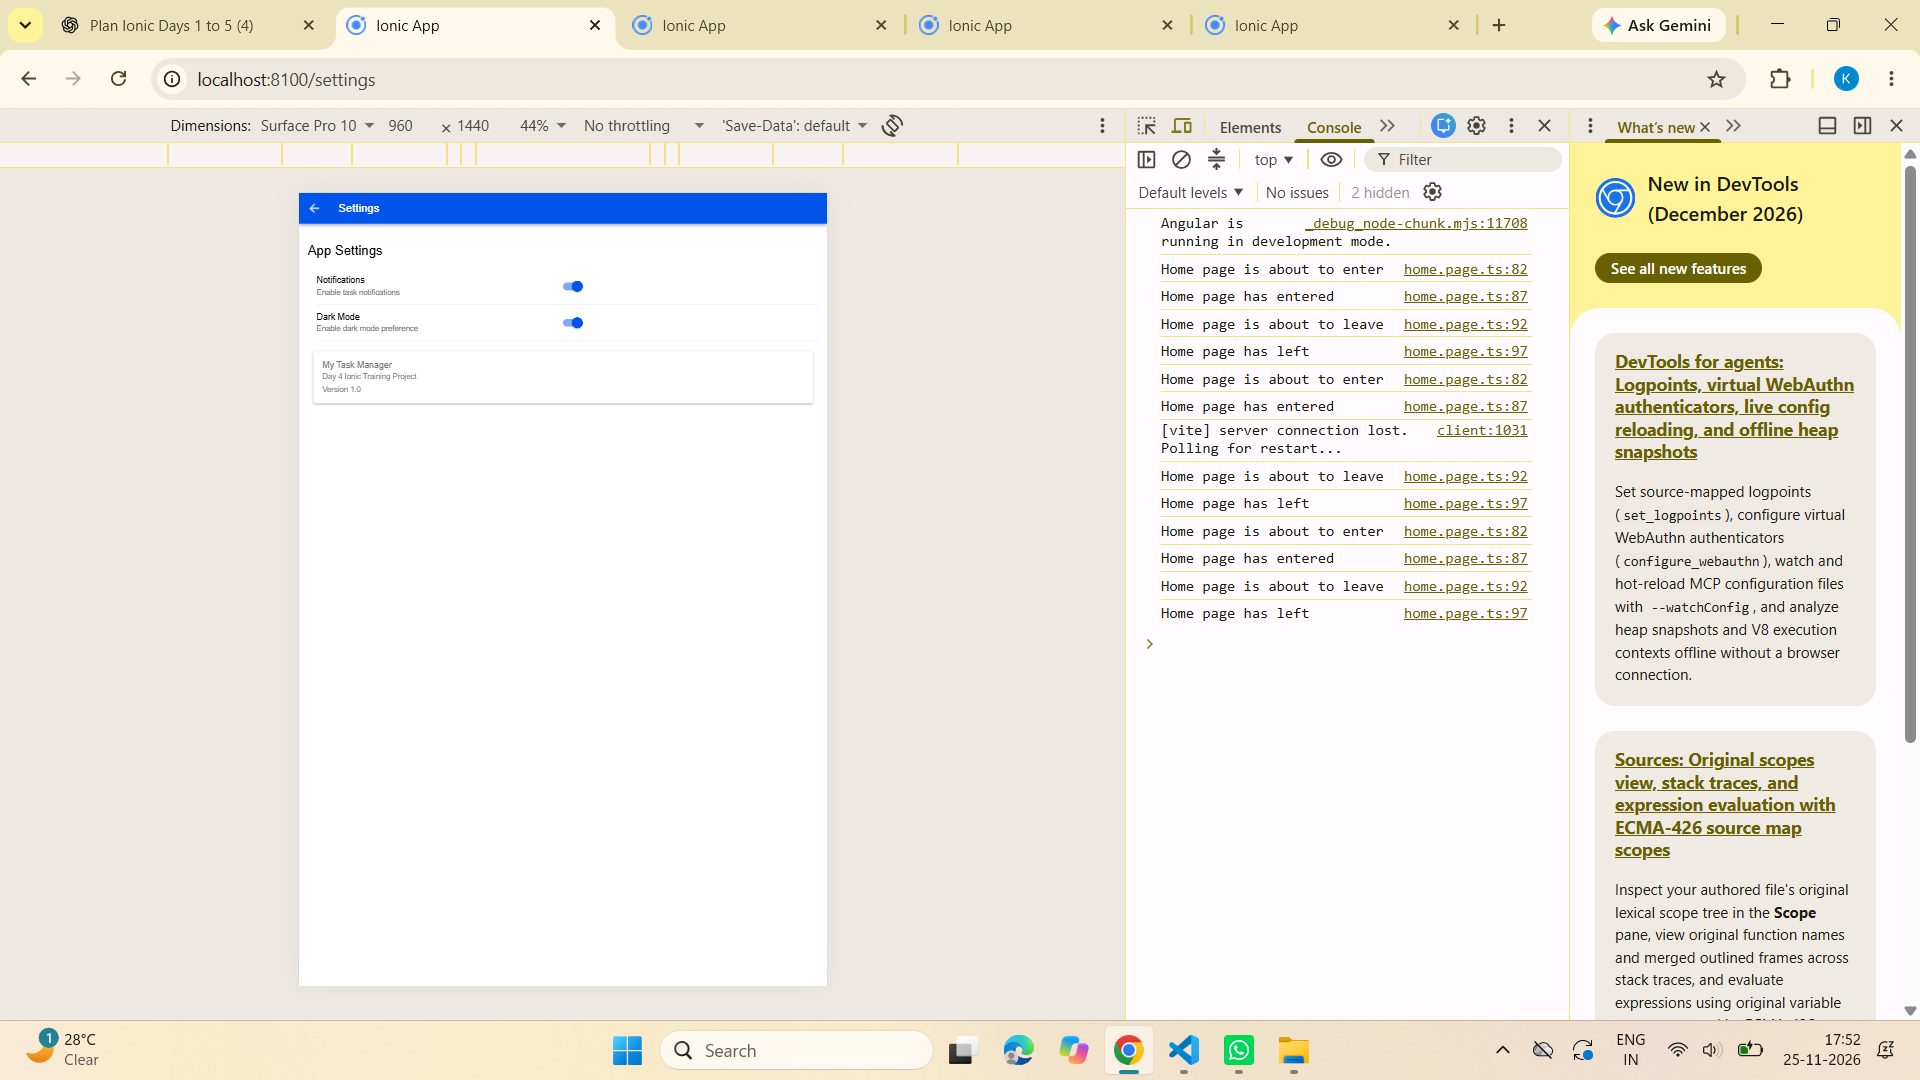 Plan Ionic Days 1 to 5 (4)
Ionic App
Ionic App
Ionic App
Ionic App
Ask Gemini
localhost:8100/settings
K
Dimensions: Surface Pro 10 960 × 1440 44% No throttling 'Save-Data': default
Settings
App Settings
Notifications
Enable task notifications
Dark Mode
Enable dark mode preference
My Task Manager
Day 4 Ionic Training Project
Version 1.0
Elements Console
top Filter
Default levels No issues 2 hidden
Angular is _debug_node-chunk.mjs:11708
running in development mode.
Home page is about to enter home.page.ts:82
Home page has entered home.page.ts:87
Home page is about to leave home.page.ts:92
Home page has left home.page.ts:97
Home page is about to enter home.page.ts:82
Home page has entered home.page.ts:87
[vite] server connection lost. client:1031
Polling for restart...
Home page is about to leave home.page.ts:92
Home page has left home.page.ts:97
Home page is about to enter home.page.ts:82
Home page has entered home.page.ts:87
Home page is about to leave home.page.ts:92
Home page has left home.page.ts:97
What's new
New in DevTools
(December 2026)
See all new features
DevTools for agents:
Logpoints, virtual WebAuthn
authenticators, live config
reloading, and offline heap
snapshots
Set source-mapped logpoints
(set_logpoints), configure virtual
WebAuthn authenticators
(configure_webauthn), watch and
hot-reload MCP configuration files
with --watchConfig, and analyze
heap snapshots and V8 execution
contexts offline without a browser
connection.
Sources: Original scopes
view, stack traces, and
expression evaluation with
ECMA-426 source map
scopes
Inspect your authored file's original
lexical scope tree in the Scope
pane, view original function names
and merged outlined frames across
stack traces, and evaluate
expressions using original variable
1
28°C
Clear
Search
ENG
IN
17:52
25-11-2026